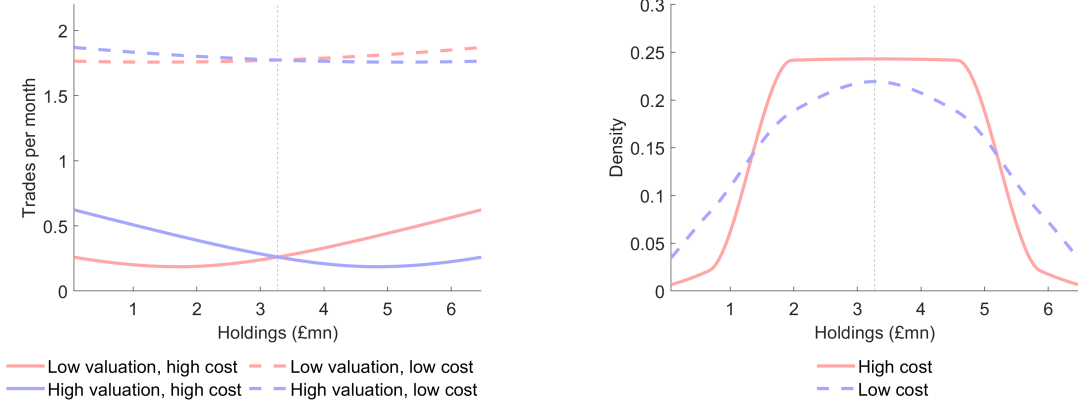 2
1.5
1
0.5
0
Trades per month
1 2 3 4 5 6
Holdings (£mn)
Low valuation, high cost Low valuation, low cost
High valuation, high cost High valuation, low cost
0.3
0.25
0.2
0.15
0.1
0.05
0
Density
1 2 3 4 5 6
Holdings (£mn)
High cost
Low cost